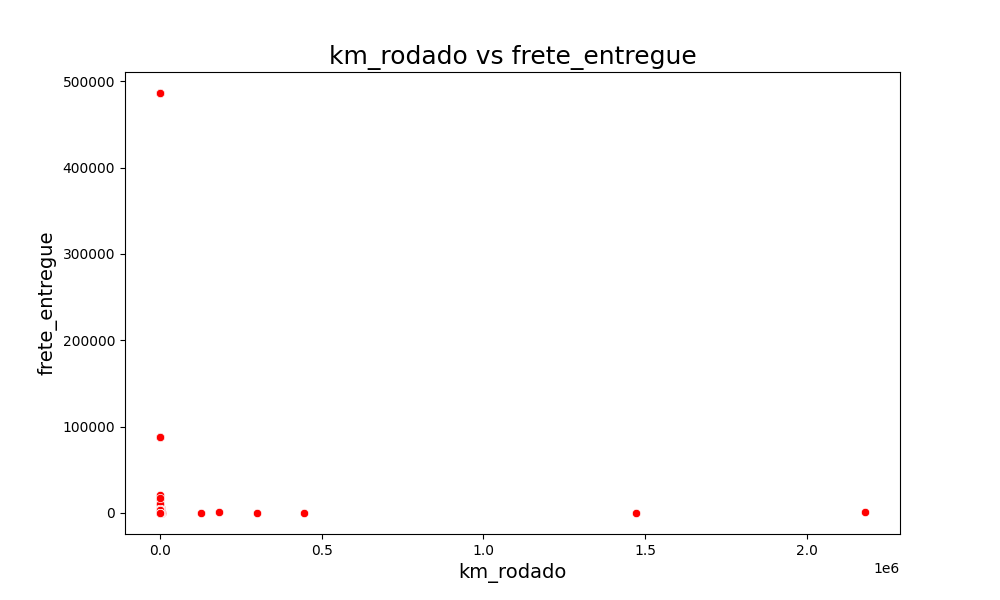 km_rodado vs frete_entregue
500000
400000
300000
200000
100000
0
frete_entregue
0.0 0.5 1.0 1.5 2.0
1e6
km_rodado